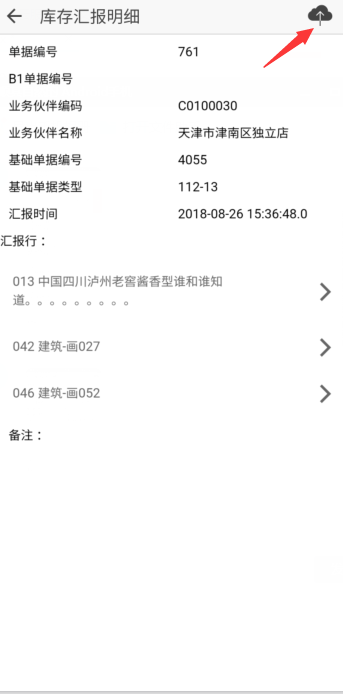 库存汇报明细
单据编号 761
B1单据编号
业务伙伴编码 C0100030
业务伙伴名称 天津市津南区独立店
基础单据编号 4055
基础单据类型 112-13
汇报时间 2018-08-26 15:36:48.0
汇报行：
013 中国四川泸州老窖酱香型谁和谁知
道。。。。。。。。。
042 建筑-画027
046 建筑-画052
备注：